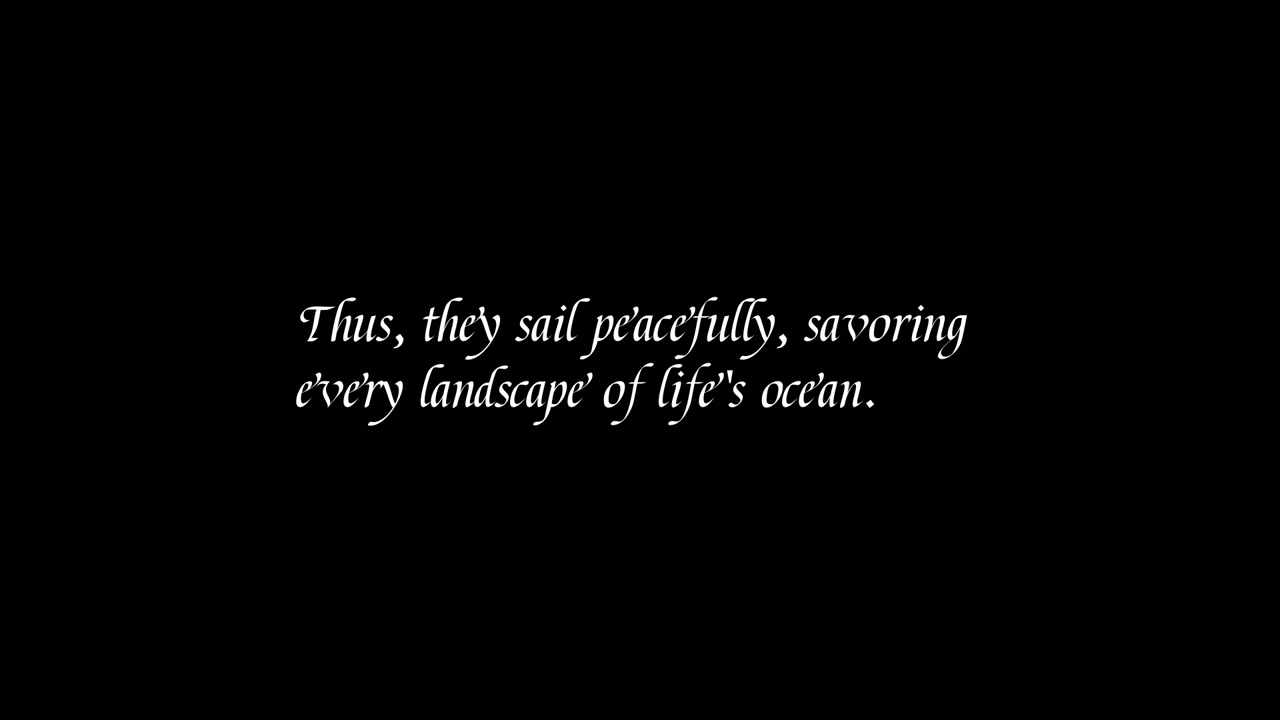 Thus, they sail peacefully, savoring
every landscape of life's ocean.